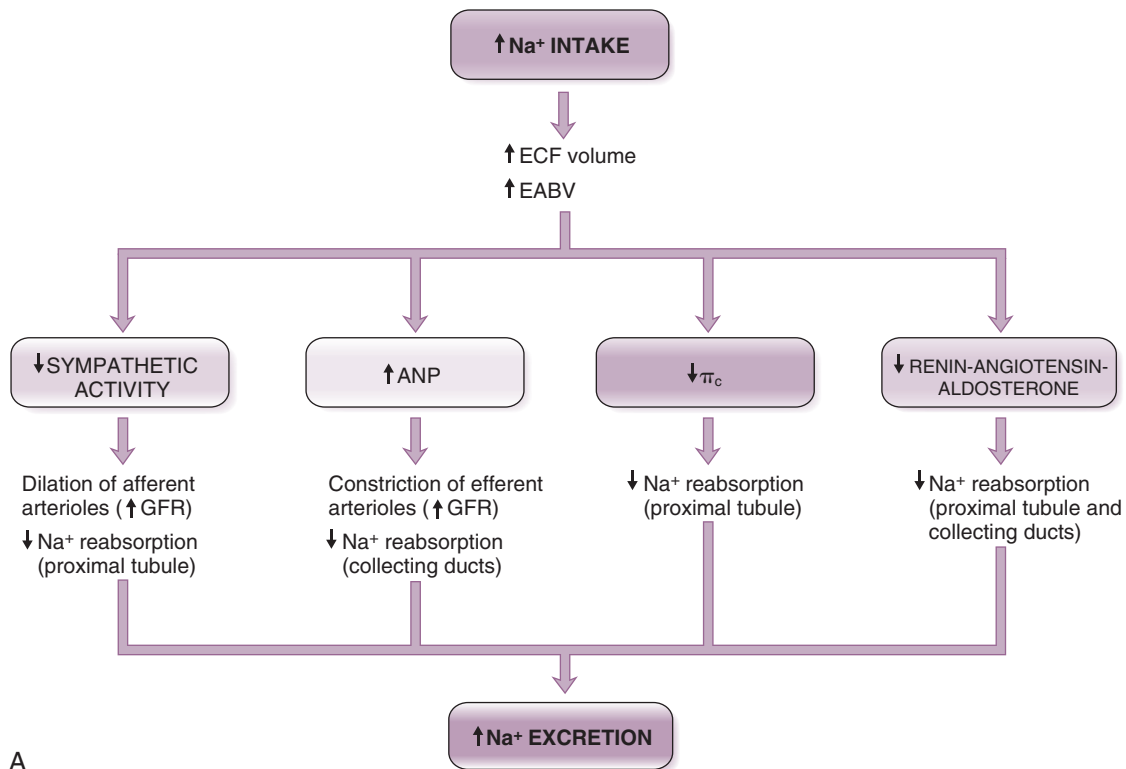 ↑Na⁺ INTAKE
↑ECF volume
↑EABV
↓SYMPATHETIC
ACTIVITY
↑ANP
↓πc
↓RENIN-ANGIOTENSIN-
ALDOSTERONE
Dilation of afferent
arterioles (↑GFR)
↓Na⁺ reabsorption
(proximal tubule)
Constriction of efferent
arterioles (↑GFR)
↓Na⁺ reabsorption
(collecting ducts)
↓Na⁺ reabsorption
(proximal tubule)
↓Na⁺ reabsorption
(proximal tubule and
collecting ducts)
↑Na⁺ EXCRETION
A